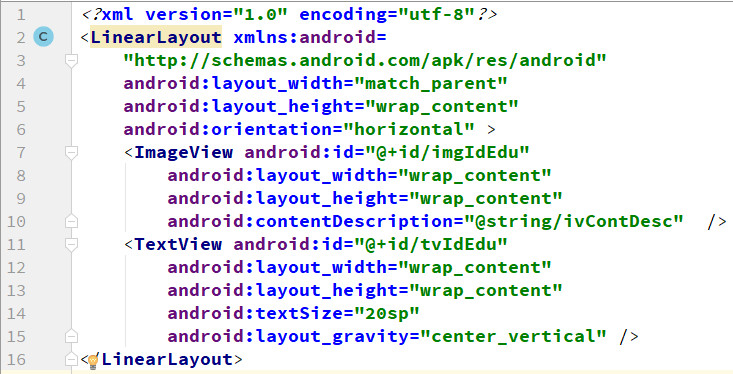 1 <?xml version="1.0" encoding="utf-8"?>
2 C <LinearLayout xmlns:android=
3 "http://schemas.android.com/apk/res/android"
4 android:layout_width="match_parent"
5 android:layout_height="wrap_content"
6 android:orientation="horizontal" >
7 <ImageView android:id="@+id/imgIdEdu"
8 android:layout_width="wrap_content"
9 android:layout_height="wrap_content"
10 android:contentDescription="@string/ivContDesc" />
11 <TextView android:id="@+id/tvIdEdu"
12 android:layout_width="wrap_content"
13 android:layout_height="wrap_content"
14 android:textSize="20sp"
15 android:layout_gravity="center_vertical" />
16 </LinearLayout>